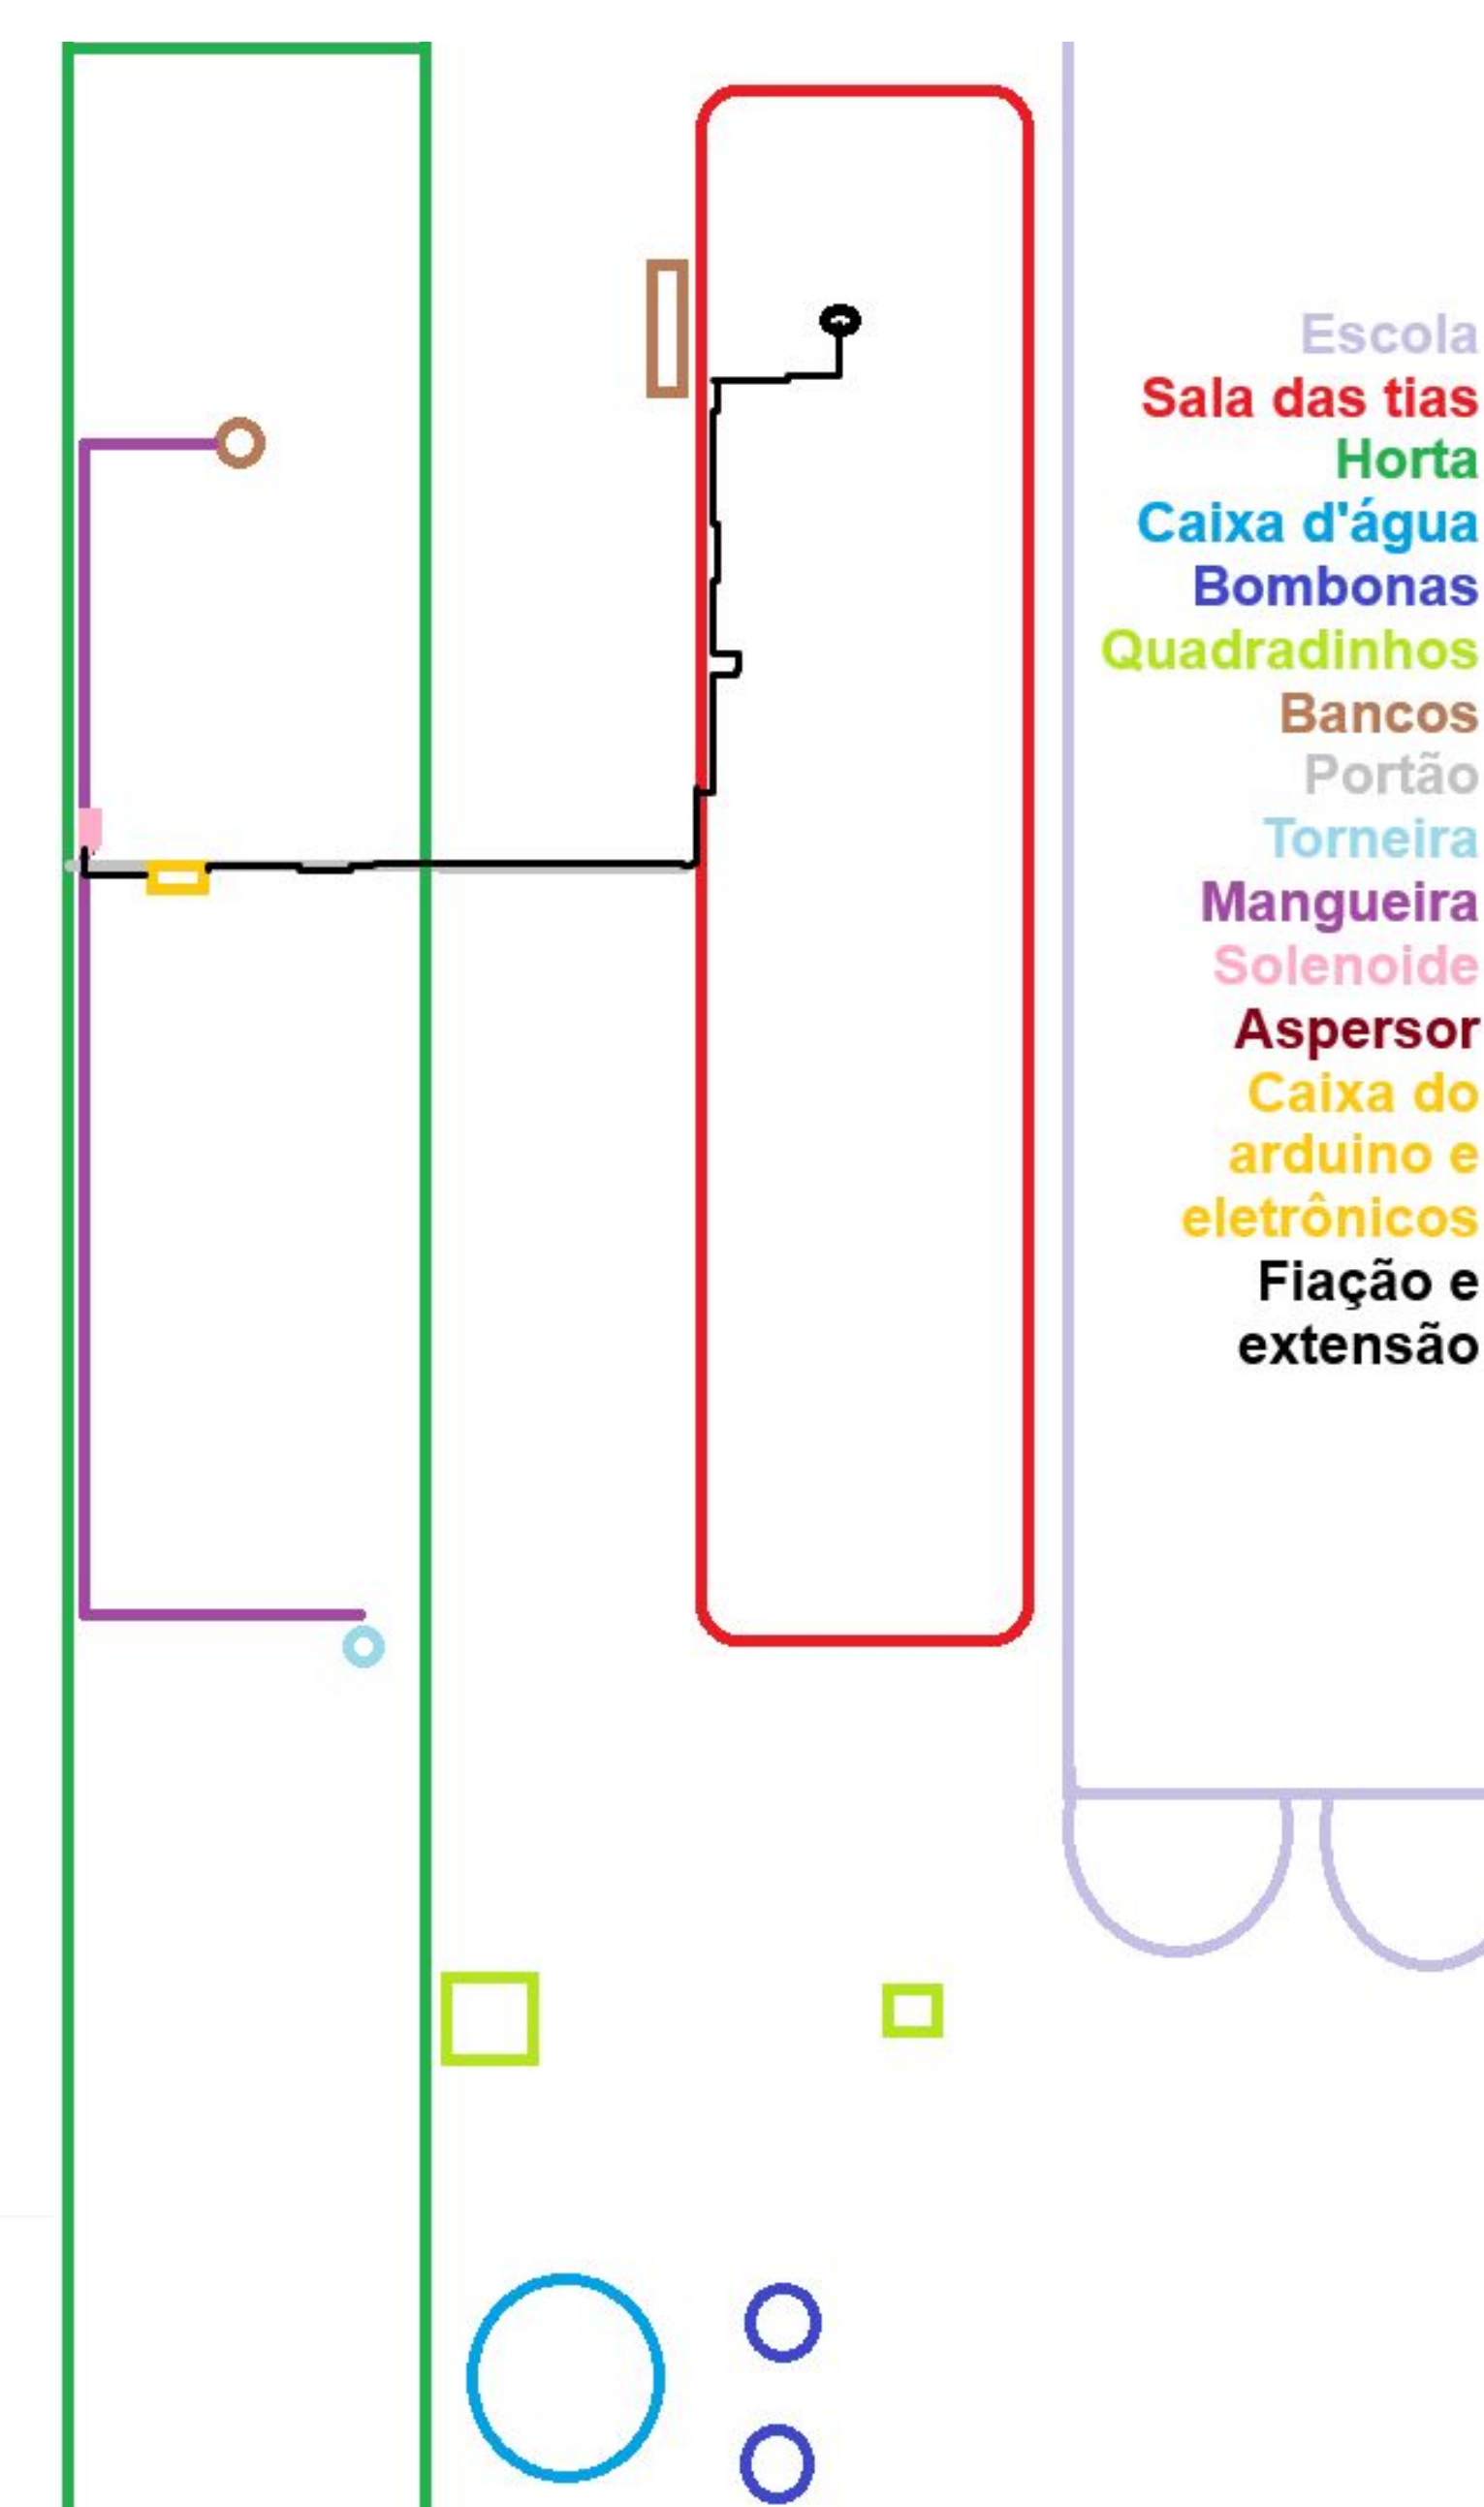 Escola
Sala das tias
Horta
Caixa d'água
Bombonas
Quadradinhos
Bancos
Portão
Torneira
Mangueira
Solenoide
Aspersor
Caixa do
arduino e
eletrônicos
Fiação e
extensão